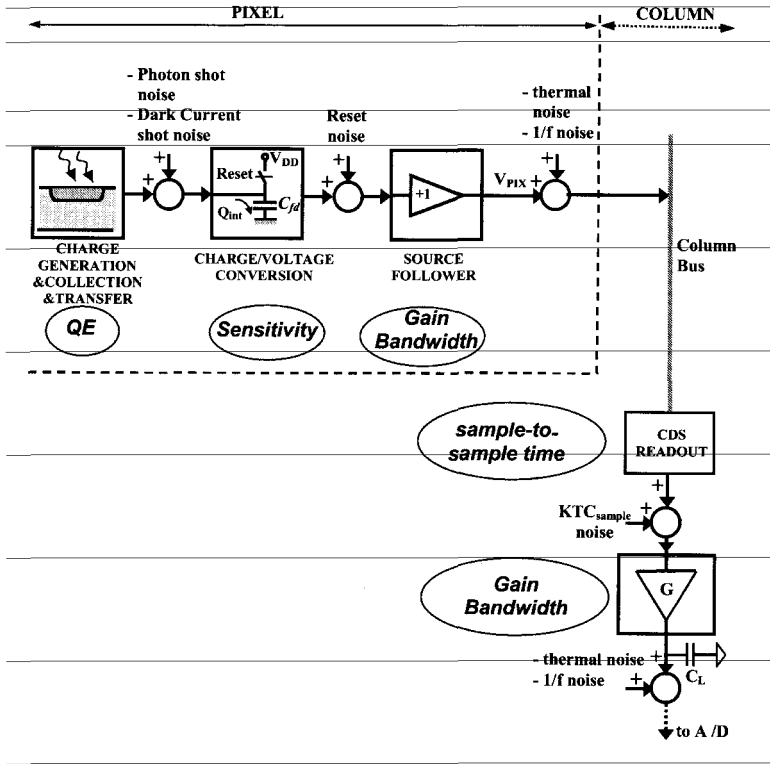 PIXEL
COLUMN
- Photon shot
noise
- Dark Current
shot noise
Reset
noise
- thermal
noise
- 1/f noise
+
+
+
+
+
+
Reset
V_DD
Q_int
C_fd
+1
V_PIX
CHARGE
GENERATION
&COLLECTION
&TRANSFER
CHARGE/VOLTAGE
CONVERSION
SOURCE
FOLLOWER
Column
Bus
QE
Sensitivity
Gain
Bandwidth
sample-to-
sample time
CDS
READOUT
+
+
KTC_sample
noise
Gain
Bandwidth
G
- thermal noise
- 1/f noise
+
+
C_L
to A/D